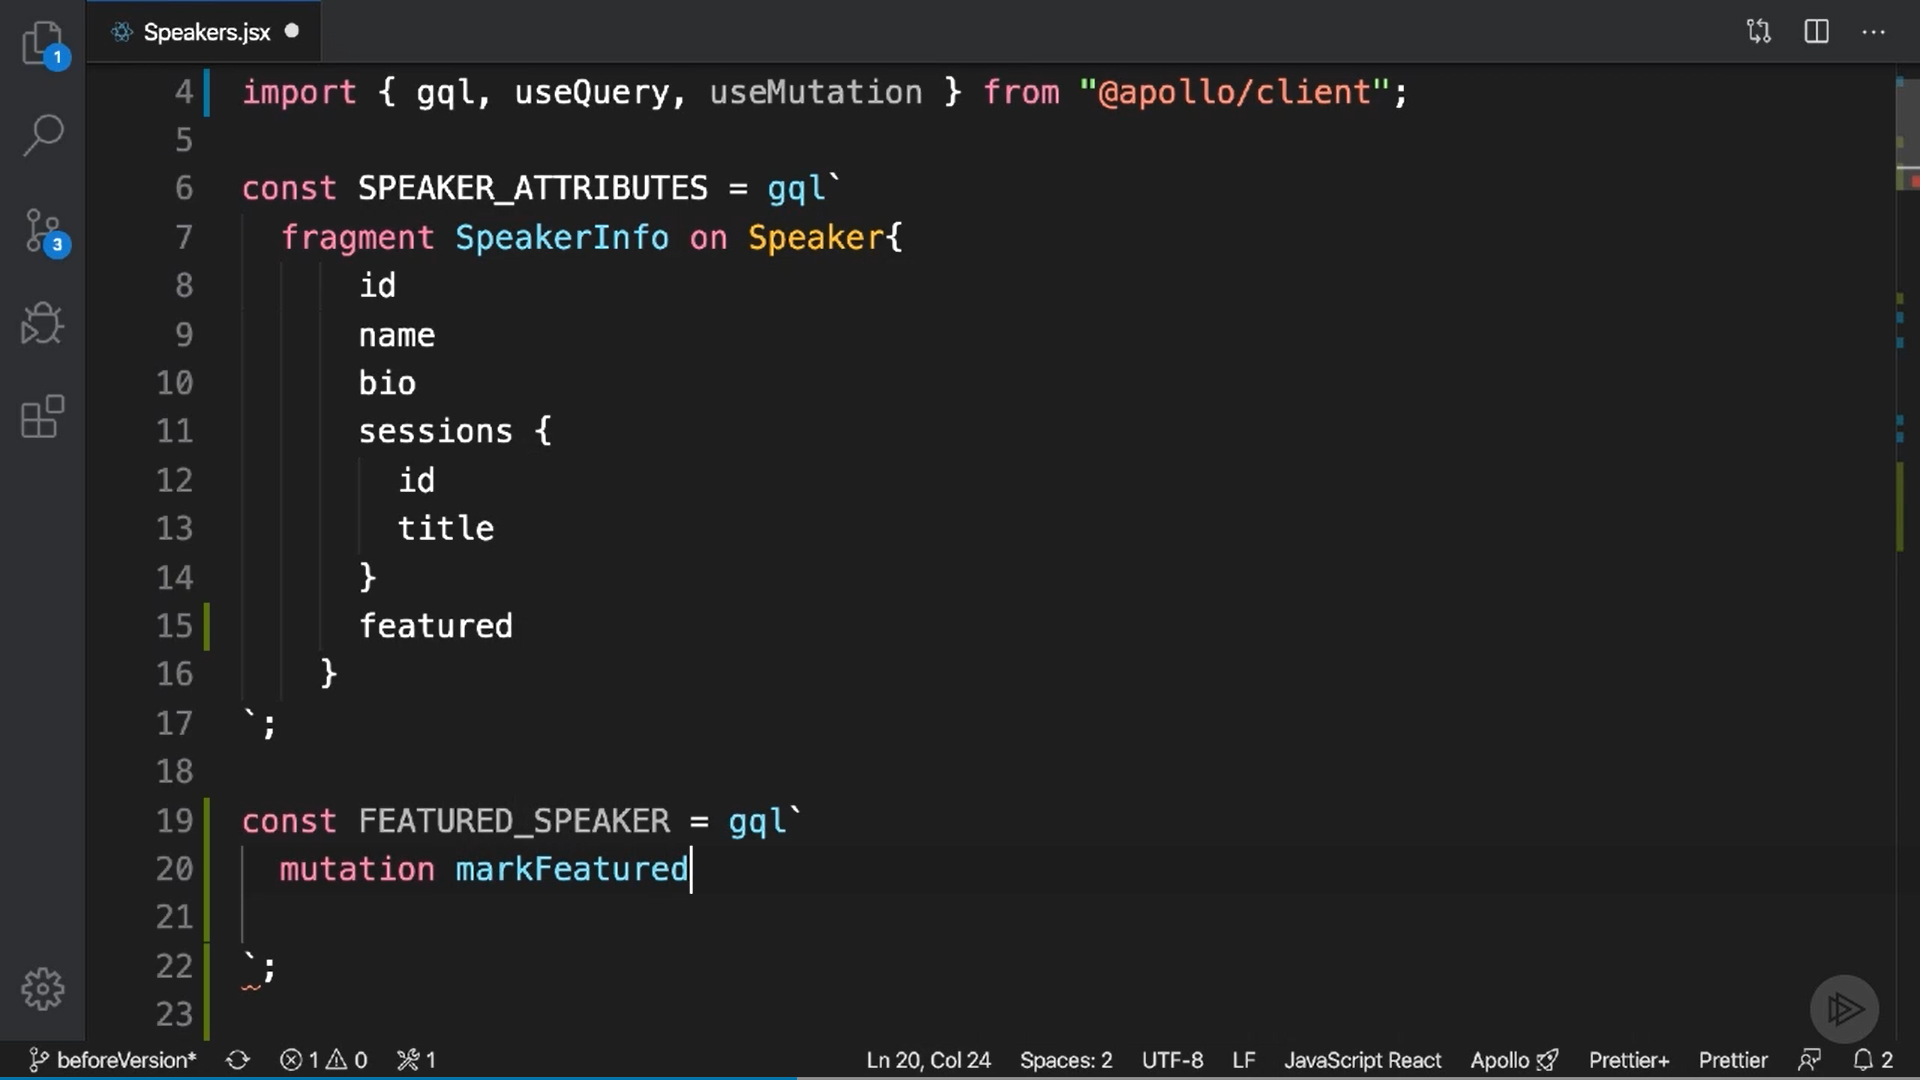 Speakers.jsx
1
3
4 import { gql, useQuery, useMutation } from "@apollo/client";
5
6 const SPEAKER_ATTRIBUTES = gql`
7 fragment SpeakerInfo on Speaker{
8 id
9 name
10 bio
11 sessions {
12 id
13 title
14 }
15 featured
16 }
17 `;
18
19 const FEATURED_SPEAKER = gql`
20 mutation markFeatured
21
22 `;
23
beforeVersion* 1 0 1 Ln 20, Col 24 Spaces: 2 UTF-8 LF JavaScript React Apollo Prettier+ Prettier 2